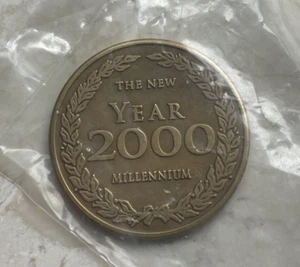 THE NEW
YEAR
2000
MILLENNIUM